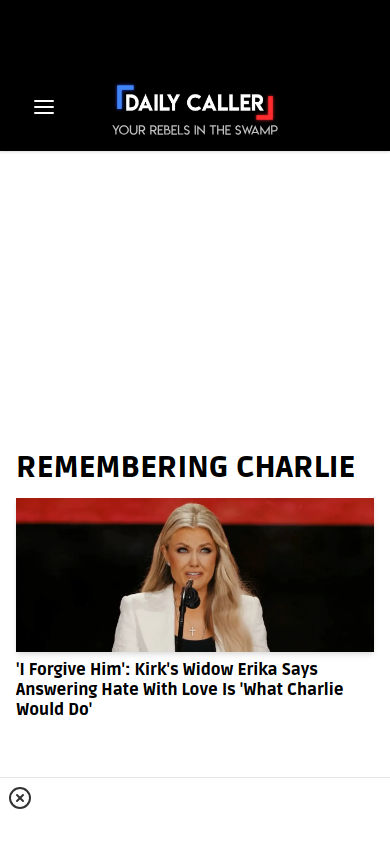 DAILY CALLER
YOUR REBELS IN THE SWAMP
REMEMBERING CHARLIE
'I Forgive Him': Kirk's Widow Erika Says
Answering Hate With Love Is 'What Charlie
Would Do'